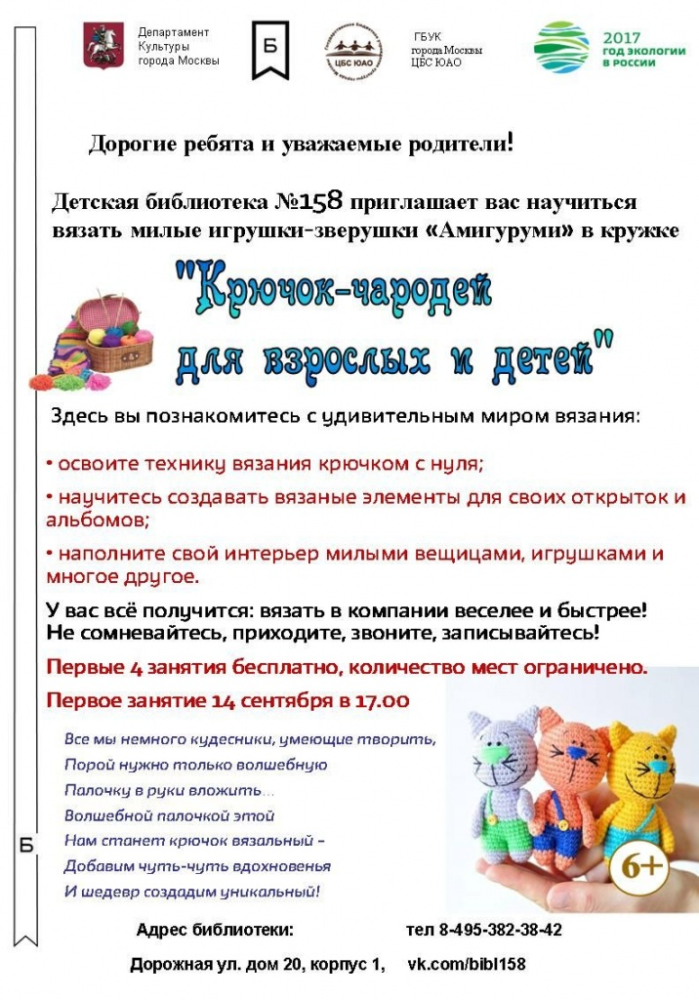 Департамент
Культуры
города Москвы
Б
ЦБС ЮАО
ГБУК
города Москвы
ЦБС ЮАО
2017
ГОД ЭКОЛОГИИ
В РОССИИ
Дорогие ребята и уважаемые родители!
Детская библиотека №158 приглашает вас научиться
вязать милые игрушки-зверушки «Амигуруми» в кружке
"Крючок-чародей
для взрослых и детей"
Здесь вы познакомитесь с удивительным миром вязания:
• освоите технику вязания крючком с нуля;
• научитесь создавать вязаные элементы для своих открыток и
альбомов;
• наполните свой интерьер милыми вещицами, игрушками и
многое другое.
У вас всё получится: вязать в компании веселее и быстрее!
Не сомневайтесь, приходите, звоните, записывайтесь!
Первые 4 занятия бесплатно, количество мест ограничено.
Первое занятие 14 сентября в 17.00
Все мы немного кудесники, умеющие творить,
Порой нужно только волшебную
Палочку в руки вложить...
Волшебной палочкой этой
Нам станет крючок вязальный –
Добавим чуть-чуть вдохновенья
И шедевр создадим уникальный!
Б
6+
Адрес библиотеки: тел 8-495-382-38-42
Дорожная ул. дом 20, корпус 1, vk.com/bibl158